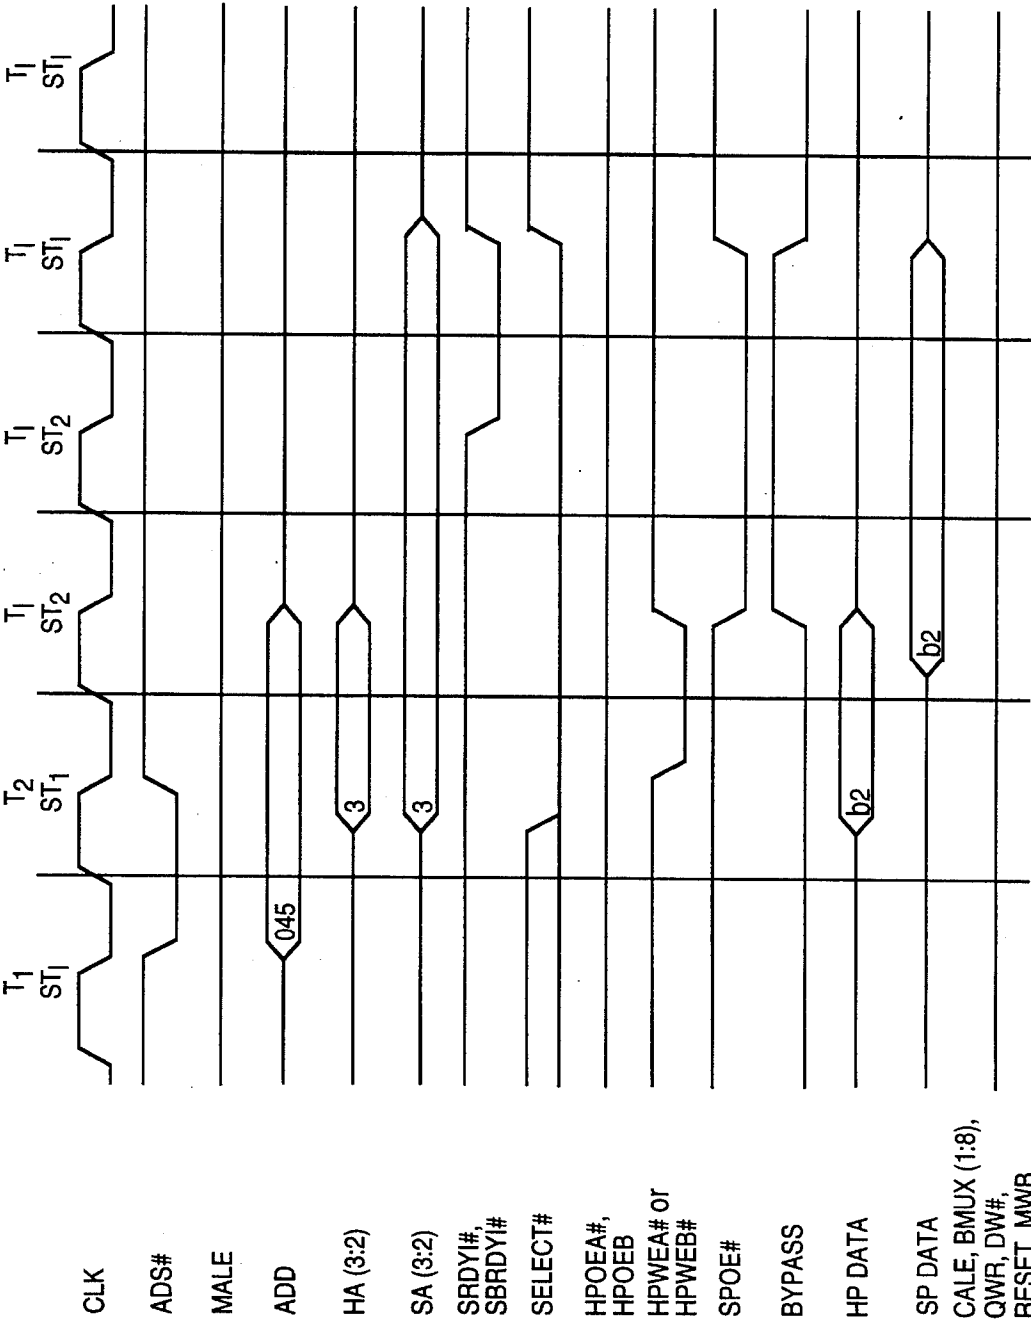 T1 T2 TI TI TI TI
STI ST1 ST2 ST2 STI STI
CLK
ADS#
MALE
ADD 045
HA (3:2) 3
SA (3:2) 3
SRDYI#,
SBRDYI#
SELECT#
HPOEA#,
HPOEB
HPWEA# or
HPWEB#
SPOE#
BYPASS
HP DATA b2
SP DATA b2
CALE, BMUX (1:8),
QWR, DW#,
RESET, MWB